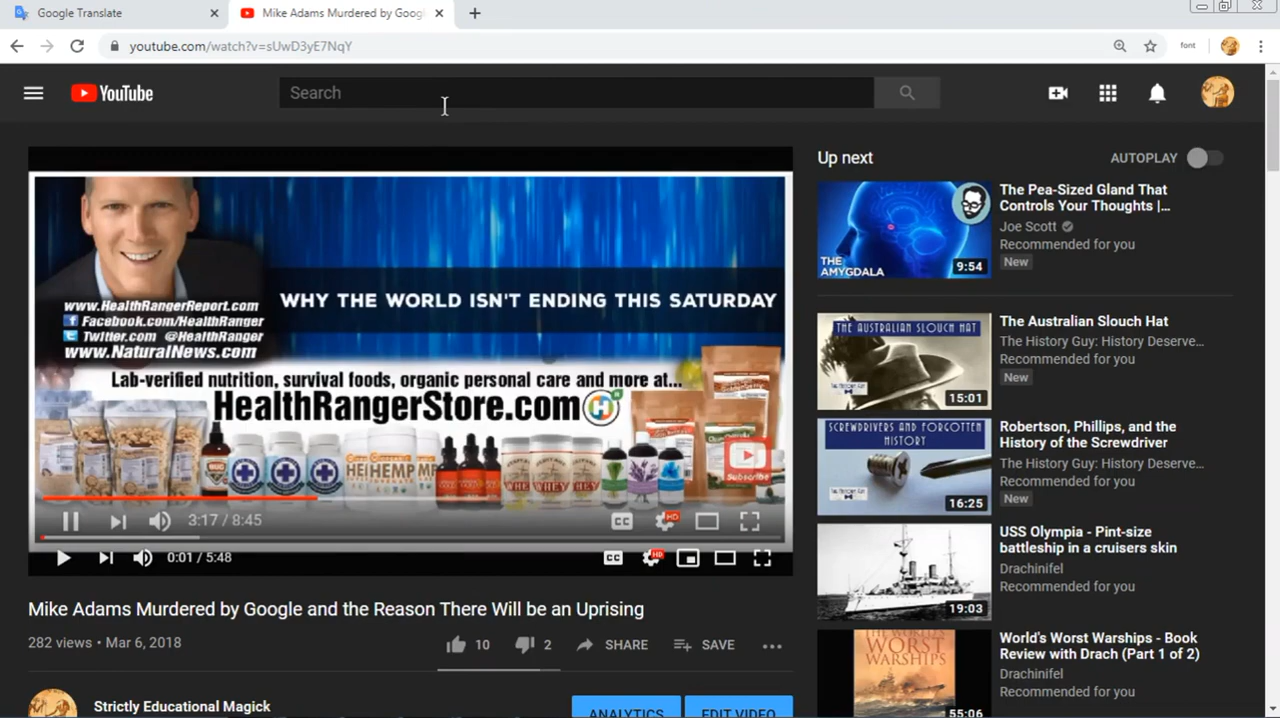 Google Translate
Mike Adams Murdered by Goog
youtube.com/watch?v=sUwD3yE7NqY
font
YouTube
Search
www.HealthRangerReport.com
Facebook.com/HealthRanger
Twitter.com @HealthRanger
www.NaturalNews.com
WHY THE WORLD ISN'T ENDING THIS SATURDAY
Lab-verified nutrition, survival foods, organic personal care and more at...
HealthRangerStore.com
H
HEMP
WHEY
WHEY
Subscribe
3:17 / 8:45
CC
HD
0:01 / 5:48
CC
HD
Mike Adams Murdered by Google and the Reason There Will be an Uprising
282 views • Mar 6, 2018
10
2
SHARE
SAVE
Strictly Educational Magick
ANALYTICS
EDIT VIDEO
Up next
AUTOPLAY
THE AMYGDALA
9:54
The Pea-Sized Gland That
Controls Your Thoughts |...
Joe Scott
Recommended for you
New
THE AUSTRALIAN SLOUCH HAT
15:01
The Australian Slouch Hat
The History Guy: History Deserve...
Recommended for you
New
SCREWDRIVERS AND FORGOTTEN
HISTORY
16:25
Robertson, Phillips, and the
History of the Screwdriver
The History Guy: History Deserve...
Recommended for you
New
19:03
USS Olympia - Pint-size
battleship in a cruisers skin
Drachinifel
Recommended for you
THE WORLD'S
WORST
WARSHIPS
55:06
World's Worst Warships - Book
Review with Drach (Part 1 of 2)
Drachinifel
Recommended for you